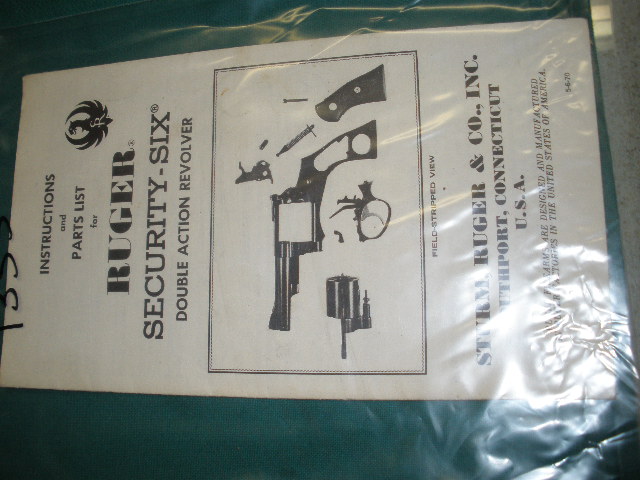 INSTRUCTIONS
and
PARTS LIST
for
RUGER®
SECURITY-SIX®
DOUBLE ACTION REVOLVER
FIELD-STRIPPED VIEW
STURM, RUGER & CO., INC.
SOUTHPORT, CONNECTICUT
U.S.A.
ARE DESIGNED AND MANUFACTURED
IN THE UNITED STATES OF AMERICA.